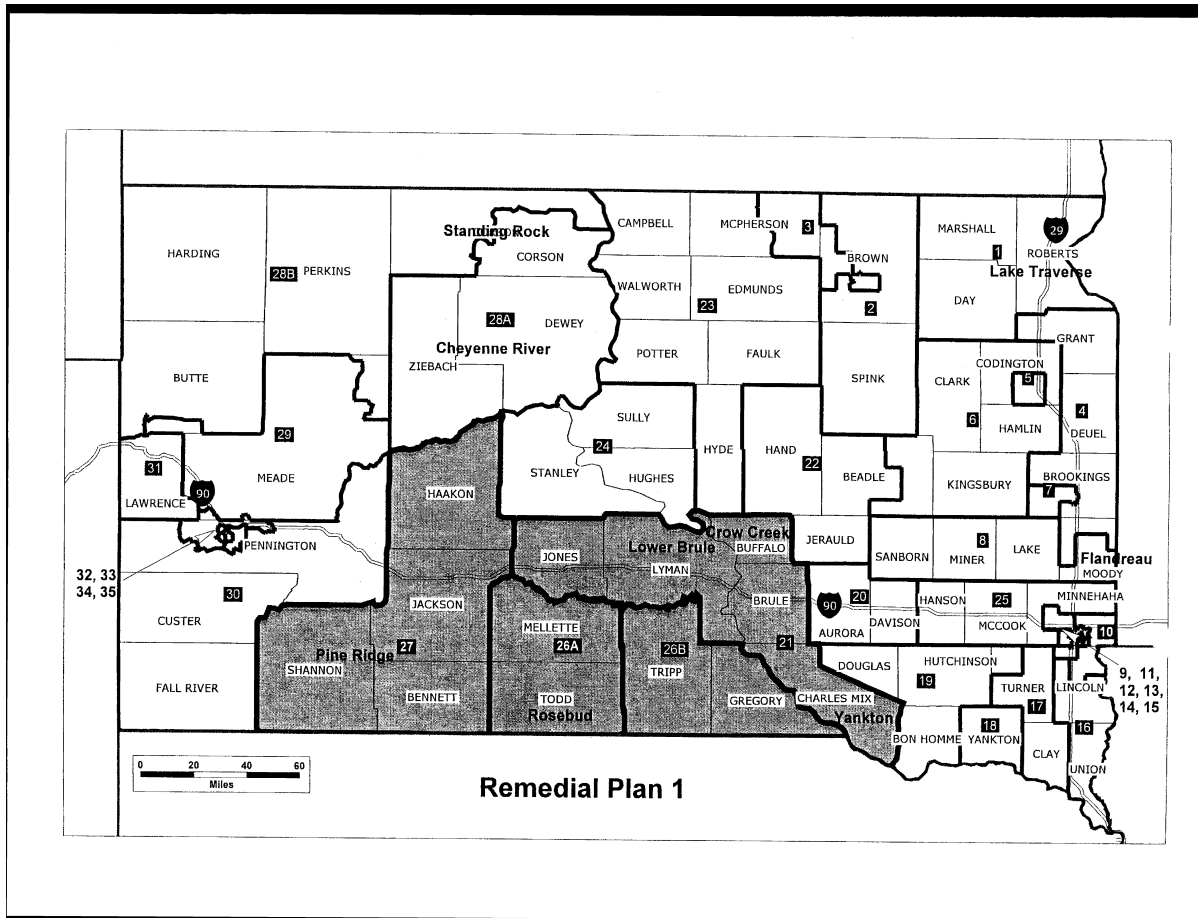 CAMPBELL
MCPHERSON
3
MARSHALL
1
29
ROBERTS
Lake Traverse
HARDING
28B
PERKINS
Standing Rock
CORSON
BROWN
2
WALWORTH
EDMUNDS
23
DAY
28A
DEWEY
Cheyenne River
ZIEBACH
POTTER
FAULK
SPINK
GRANT
CODINGTON
5
CLARK
6
HAMLIN
4
DEUEL
BUTTE
29
MEADE
31
LAWRENCE
90
SULLY
24
STANLEY
HUGHES
HYDE
HAND
22
BEADLE
KINGSBURY
BROOKINGS
7
HAAKON
PENNINGTON
32, 33
34, 35
JONES
Lower Brule
LYMAN
Crow Creek
BUFFALO
JERAULD
SANBORN
8
MINER
LAKE
Flandreau
MOODY
CUSTER
30
JACKSON
BRULE
21
90
20
AURORA
DAVISON
HANSON
25
MCCOOK
MINNEHAHA
10
FALL RIVER
Pine Ridge
27
SHANNON
BENNETT
MELLETTE
26A
TODD
Rosebud
26B
TRIPP
GREGORY
CHARLES MIX
Yankton
DOUGLAS
HUTCHINSON
19
TURNER
17
LINCOLN
9, 11,
12, 13,
14, 15
BON HOMME
18
YANKTON
CLAY
16
UNION
0 20 40 60
Miles
Remedial Plan 1